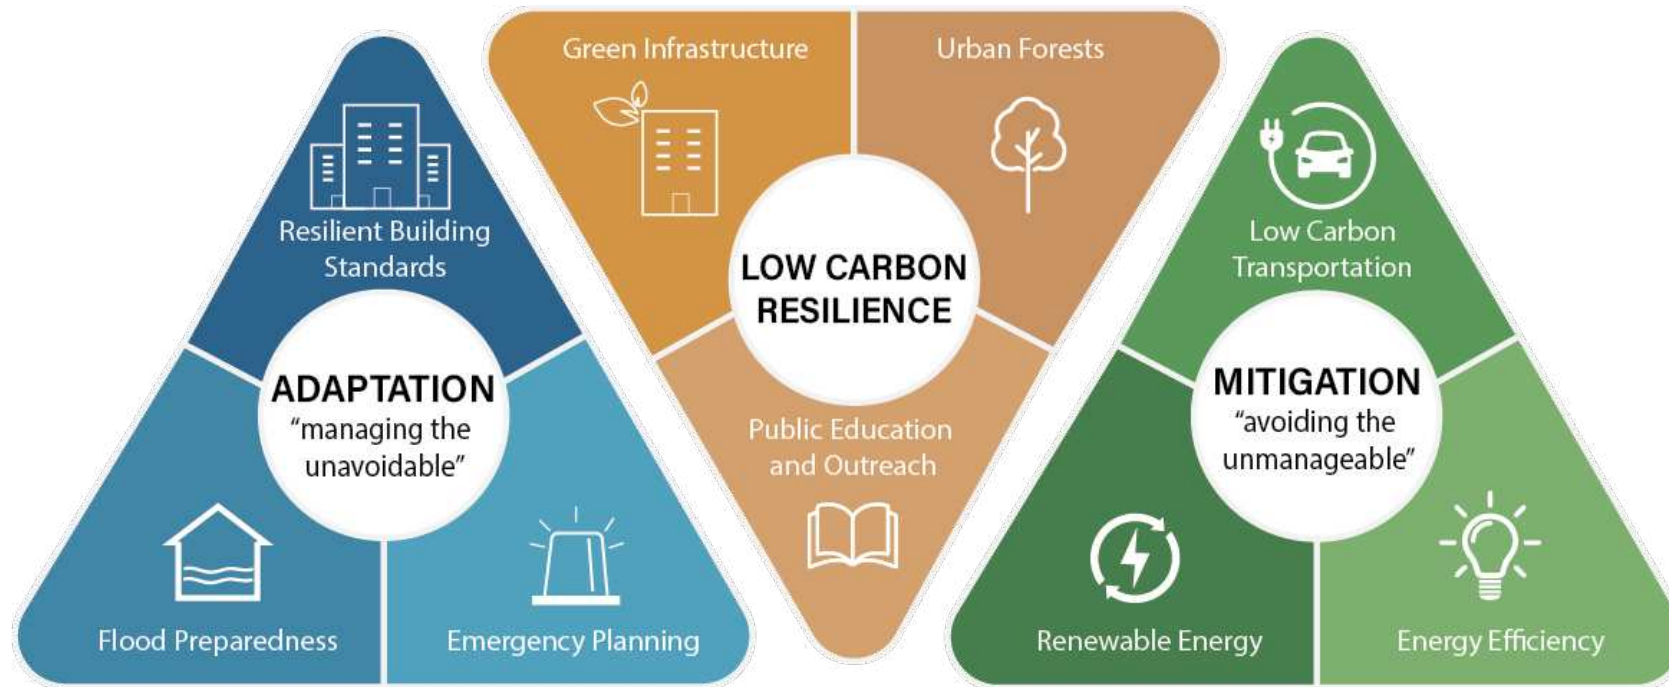 Resilient Building
Standards
ADAPTATION
“managing the
unavoidable”
Flood Preparedness
Emergency Planning
Green Infrastructure
Urban Forests
LOW CARBON
RESILIENCE
Public Education
and Outreach
Low Carbon
Transportation
MITIGATION
“avoiding the
unmanageable”
Renewable Energy
Energy Efficiency